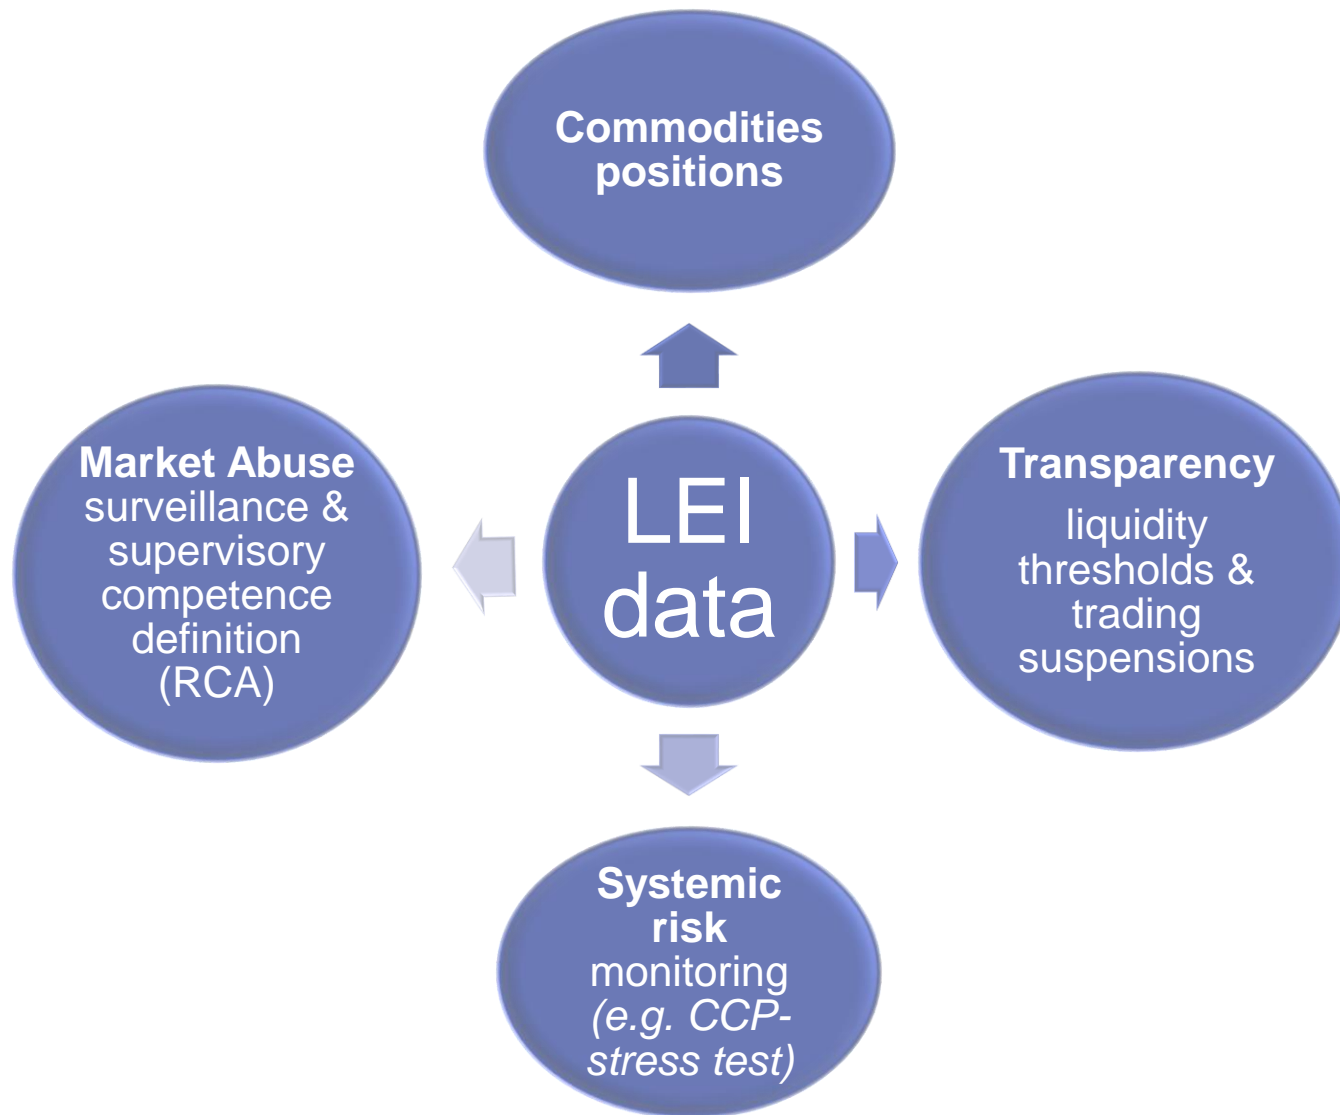 Commodities
positions
Market Abuse
surveillance &
supervisory
competence
definition
(RCA)
LEI
data
Transparency
liquidity
thresholds &
trading
suspensions
Systemic
risk
monitoring
(e.g. CCP-
stress test)